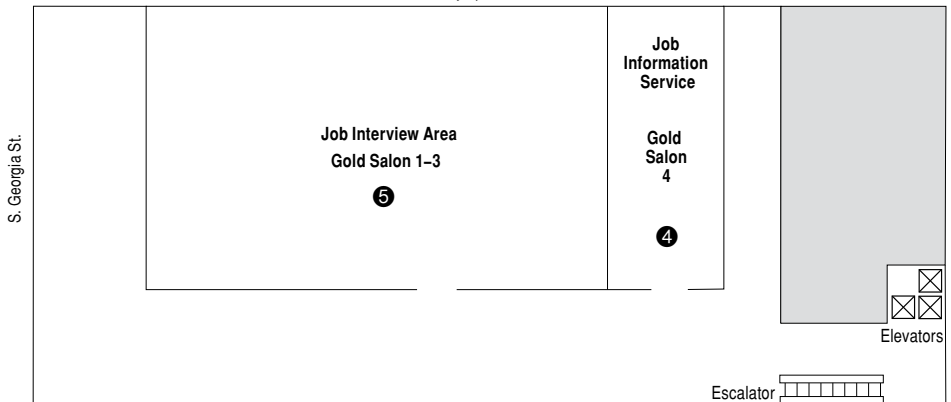 Job
Information
Service
Job Interview Area
Gold Salon 1–3
5
Gold
Salon
4
4
S. Georgia St.
Elevators
Escalator